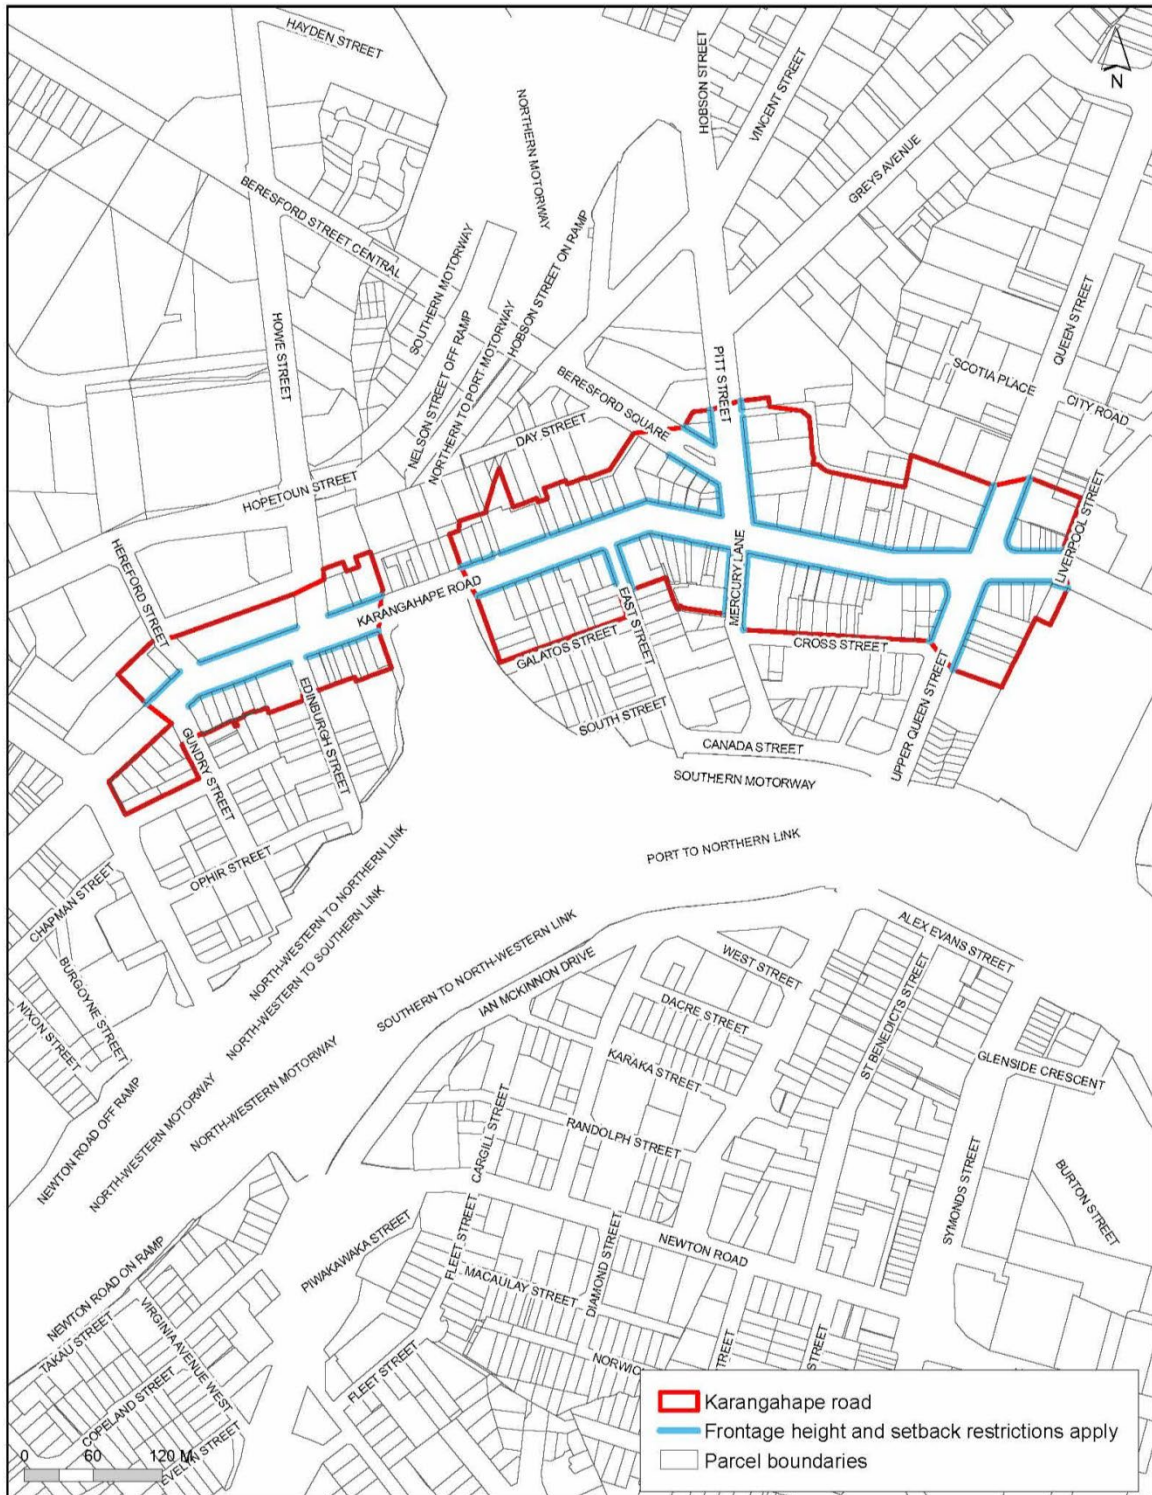 HAYDEN STREET
HOBSON STREET
VINCENT STREET
N
NORTHERN MOTORWAY
GREYS AVENUE
BERESFORD STREET CENTRAL
SOUTHERN MOTORWAY
HOBSON STREET ON RAMP
QUEEN STREET
HOWE STREET
NELSON STREET OFF RAMP
NORTHERN TO PORT MOTORWAY
PITT STREET
SCOTIA PLACE
BERESFORD SQUARE
CITY ROAD
DAY STREET
HOPETOUN STREET
LIVERPOOL STREET
HEREFORD STREET
KARANGAHAPE ROAD
MERCURY LANE
EAST STREET
GALATOS STREET
CROSS STREET
EDINBURGH STREET
SOUTH STREET
GUNDRY STREET
CANADA STREET
UPPER QUEEN STREET
SOUTHERN MOTORWAY
PORT TO NORTHERN LINK
OPHIR STREET
CHAPMAN STREET
NORTH-WESTERN TO NORTHERN LINK
NORTH-WESTERN TO SOUTHERN LINK
ALEX EVANS STREET
BURGOYNE STREET
SOUTHERN TO NORTH-WESTERN LINK
IAN MCKINNON DRIVE
WEST STREET
NIXON STREET
DACRE STREET
ST BENEDICTS STREET
KARAKA STREET
GLENSIDE CRESCENT
NEWTON ROAD OFF RAMP
NORTH-WESTERN MOTORWAY
NORTH-WESTERN MOTORWAY
CARGILL STREET
RANDOLPH STREET
SYMONDS STREET
BURTON STREET
PIWAKAWAKA STREET
FLEET STREET
NEWTON ROAD
NEWTON ROAD ON RAMP
MACAULAY STREET
DIAMOND STREET
TAKAU STREET
VIRGINIA AVENUE WEST
FLEET STREET
NORWIC
STREET
STREET
COPELAND STREET
EVELYN STREET
0 60 120 M
Karangahape road
Frontage height and setback restrictions apply
Parcel boundaries